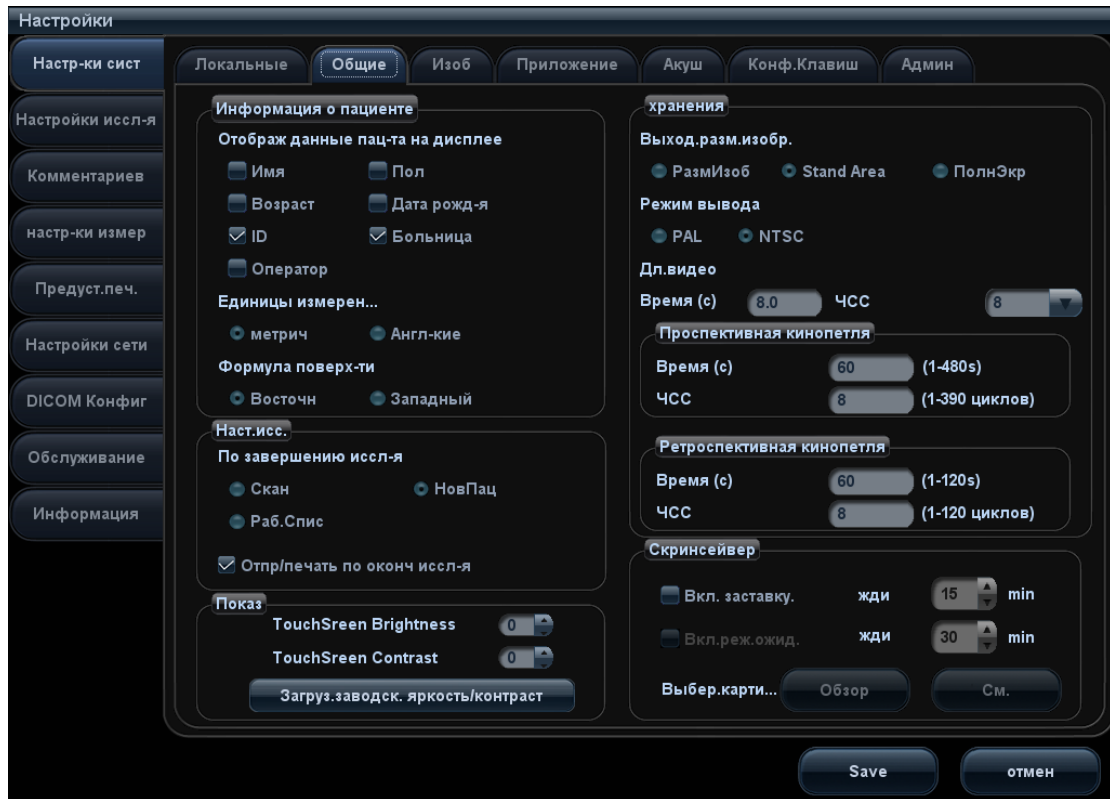 Настройки
Настр-ки сист
Настройки иссл-я
Комментариев
настр-ки измер
Предуст.печ.
Настройки сети
DICOM Конфиг
Обслуживание
Информация
Локальные Общие Изоб Приложение Акуш Конф.Клавиш Админ
Информация о пациенте
Отображ данные пац-та на дисплее
Имя Пол
Возраст Дата рожд-я
ID Больница
Оператор
Единицы измерен...
метрич Англ-кие
Формула поверх-ти
Восточн Западный
Наст.исс.
По завершению иссл-я
Скан НовПац
Раб.Спис
Отпр/печать по оконч иссл-я
Показ
TouchSreen Brightness 0
TouchSreen Contrast 0
Загруз.заводск. яркость/контраст
хранения
Выход.разм.изобр.
РазмИзоб Stand Area ПолнЭкр
Режим вывода
PAL NTSC
Дл.видео
Время (с) 8.0 ЧСС 8
Проспективная кинопетля
Время (с) 60 (1-480s)
ЧСС 8 (1-390 циклов)
Ретроспективная кинопетля
Время (с) 60 (1-120s)
ЧСС 8 (1-120 циклов)
Скринсейвер
Вкл. заставку. жди 15 min
Вкл.реж.ожид. жди 30 min
Выбер.карти... Обзор См.
Save отмен